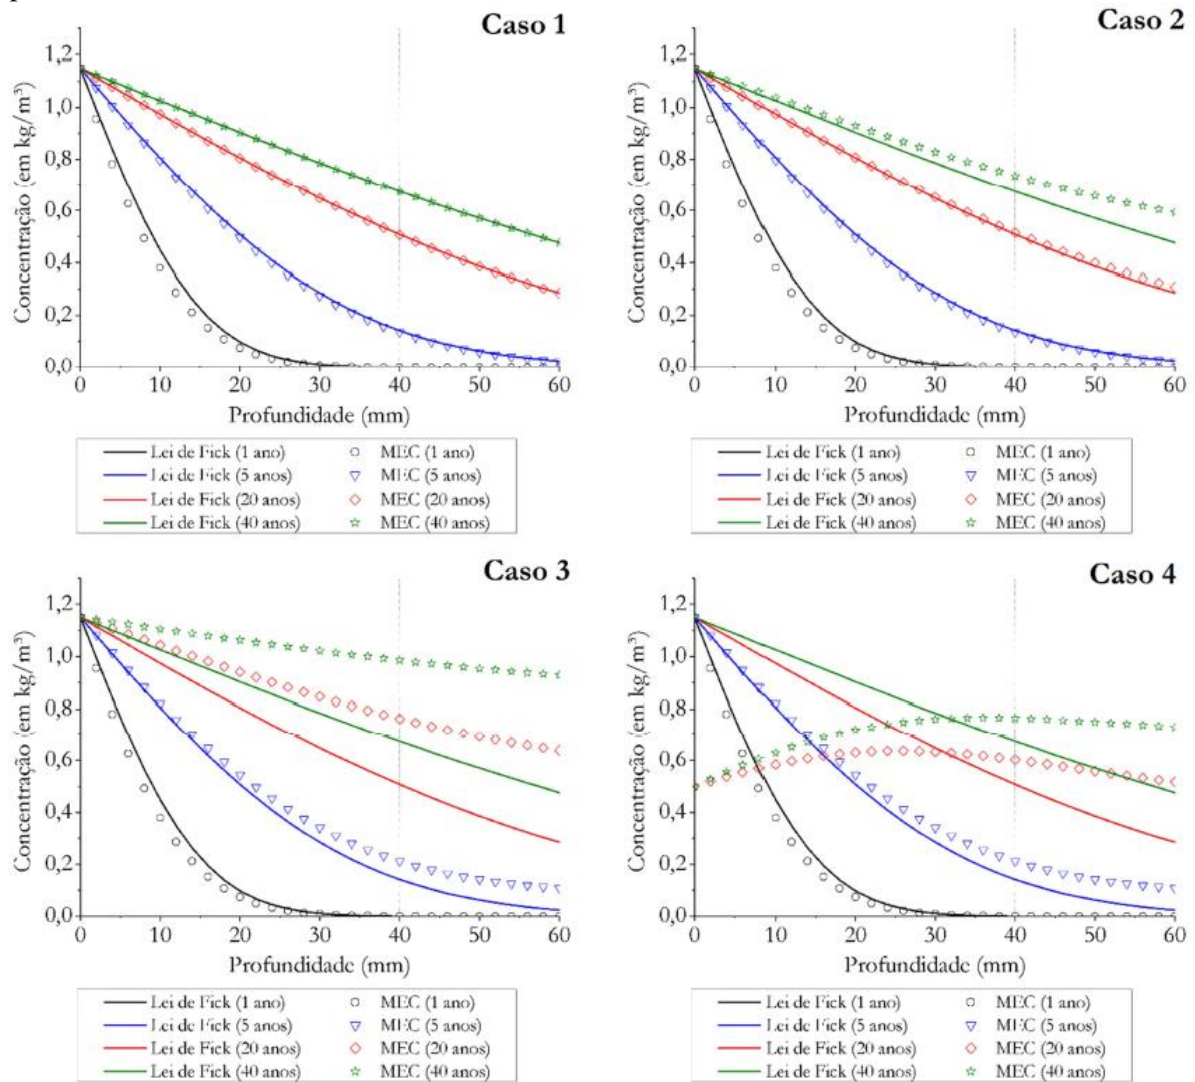 Caso 1
Concentração (em kg/m³)
1,2
1,0
0,8
0,6
0,4
0,2
0,0
0 10 20 30 40 50 60
Profundidade (mm)
Lei de Fick (1 ano) MEC (1 ano)
Lei de Fick (5 anos) MEC (5 anos)
Lei de Fick (20 anos) MEC (20 anos)
Lei de Fick (40 anos) MEC (40 anos)
Caso 2
Concentração (em kg/m³)
1,2
1,0
0,8
0,6
0,4
0,2
0,0
0 10 20 30 40 50 60
Profundidade (mm)
Lei de Fick (1 ano) MEC (1 ano)
Lei de Fick (5 anos) MEC (5 anos)
Lei de Fick (20 anos) MEC (20 anos)
Lei de Fick (40 anos) MEC (40 anos)
Caso 3
Concentração (em kg/m³)
1,2
1,0
0,8
0,6
0,4
0,2
0,0
0 10 20 30 40 50 60
Profundidade (mm)
Lei de Fick (1 ano) MEC (1 ano)
Lei de Fick (5 anos) MEC (5 anos)
Lei de Fick (20 anos) MEC (20 anos)
Lei de Fick (40 anos) MEC (40 anos)
Caso 4
Concentração (em kg/m³)
1,2
1,0
0,8
0,6
0,4
0,2
0,0
0 10 20 30 40 50 60
Profundidade (mm)
Lei de Fick (1 ano) MEC (1 ano)
Lei de Fick (5 anos) MEC (5 anos)
Lei de Fick (20 anos) MEC (20 anos)
Lei de Fick (40 anos) MEC (40 anos)